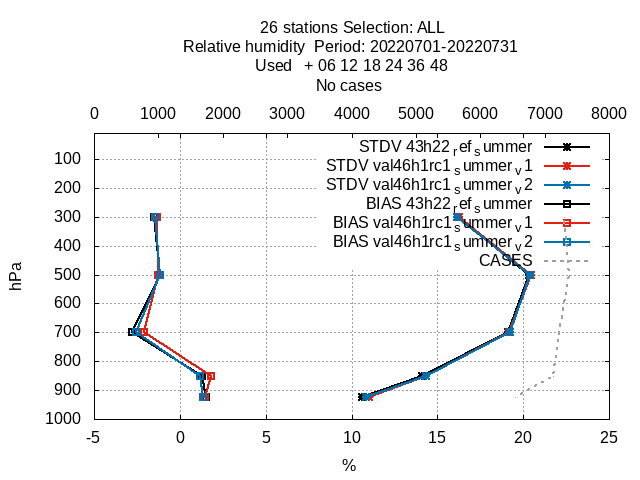 26 stations Selection: ALL
Relative humidity  Period: 20220701-20220731
Used   + 06 12 18 24 36 48
No cases
0 1000 2000 3000 4000 5000 6000 7000 8000
STDV 43h22_ref_summer
STDV val46h1rc1_summer_v1
STDV val46h1rc1_summer_v2
BIAS 43h22_ref_summer
BIAS val46h1rc1_summer_v1
BIAS val46h1rc1_summer_v2
CASES
100
200
300
400
500
600
700
800
900
1000
hPa
-5 0 5 10 15 20 25
%